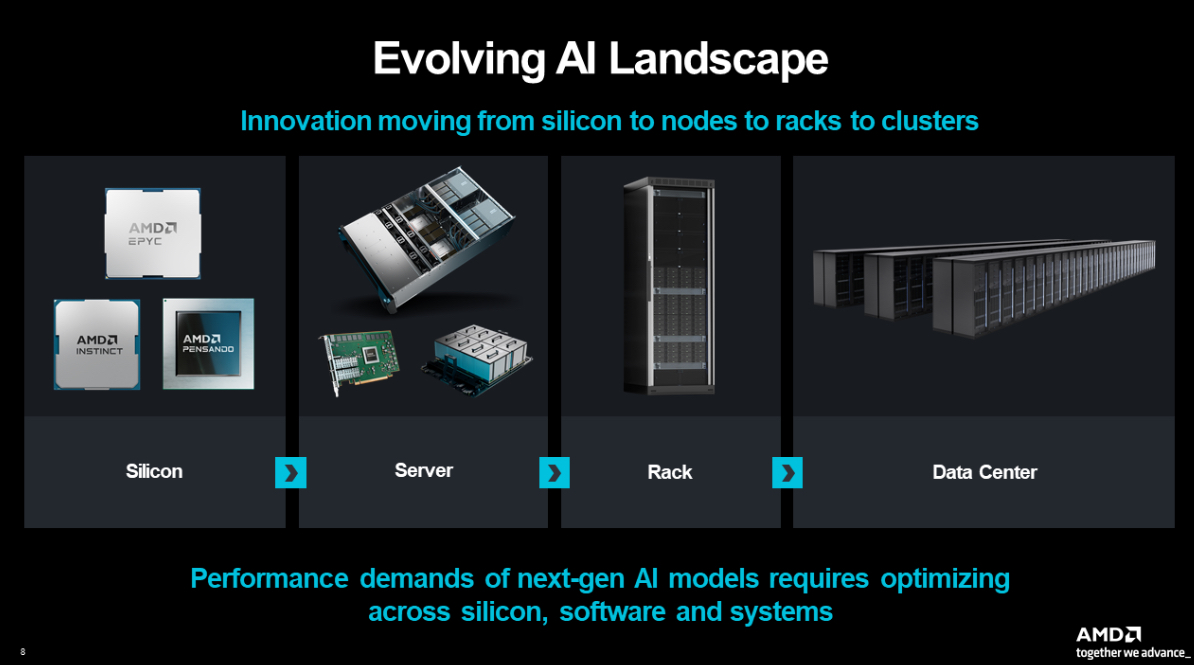 Evolving AI Landscape
Innovation moving from silicon to nodes to racks to clusters
AMD
EPYC
AMD
INSTINCT
AMD
PENSANDO
Silicon
Server
Rack
Data Center
Performance demands of next-gen AI models requires optimizing
across silicon, software and systems
8
AMD
together we advance_